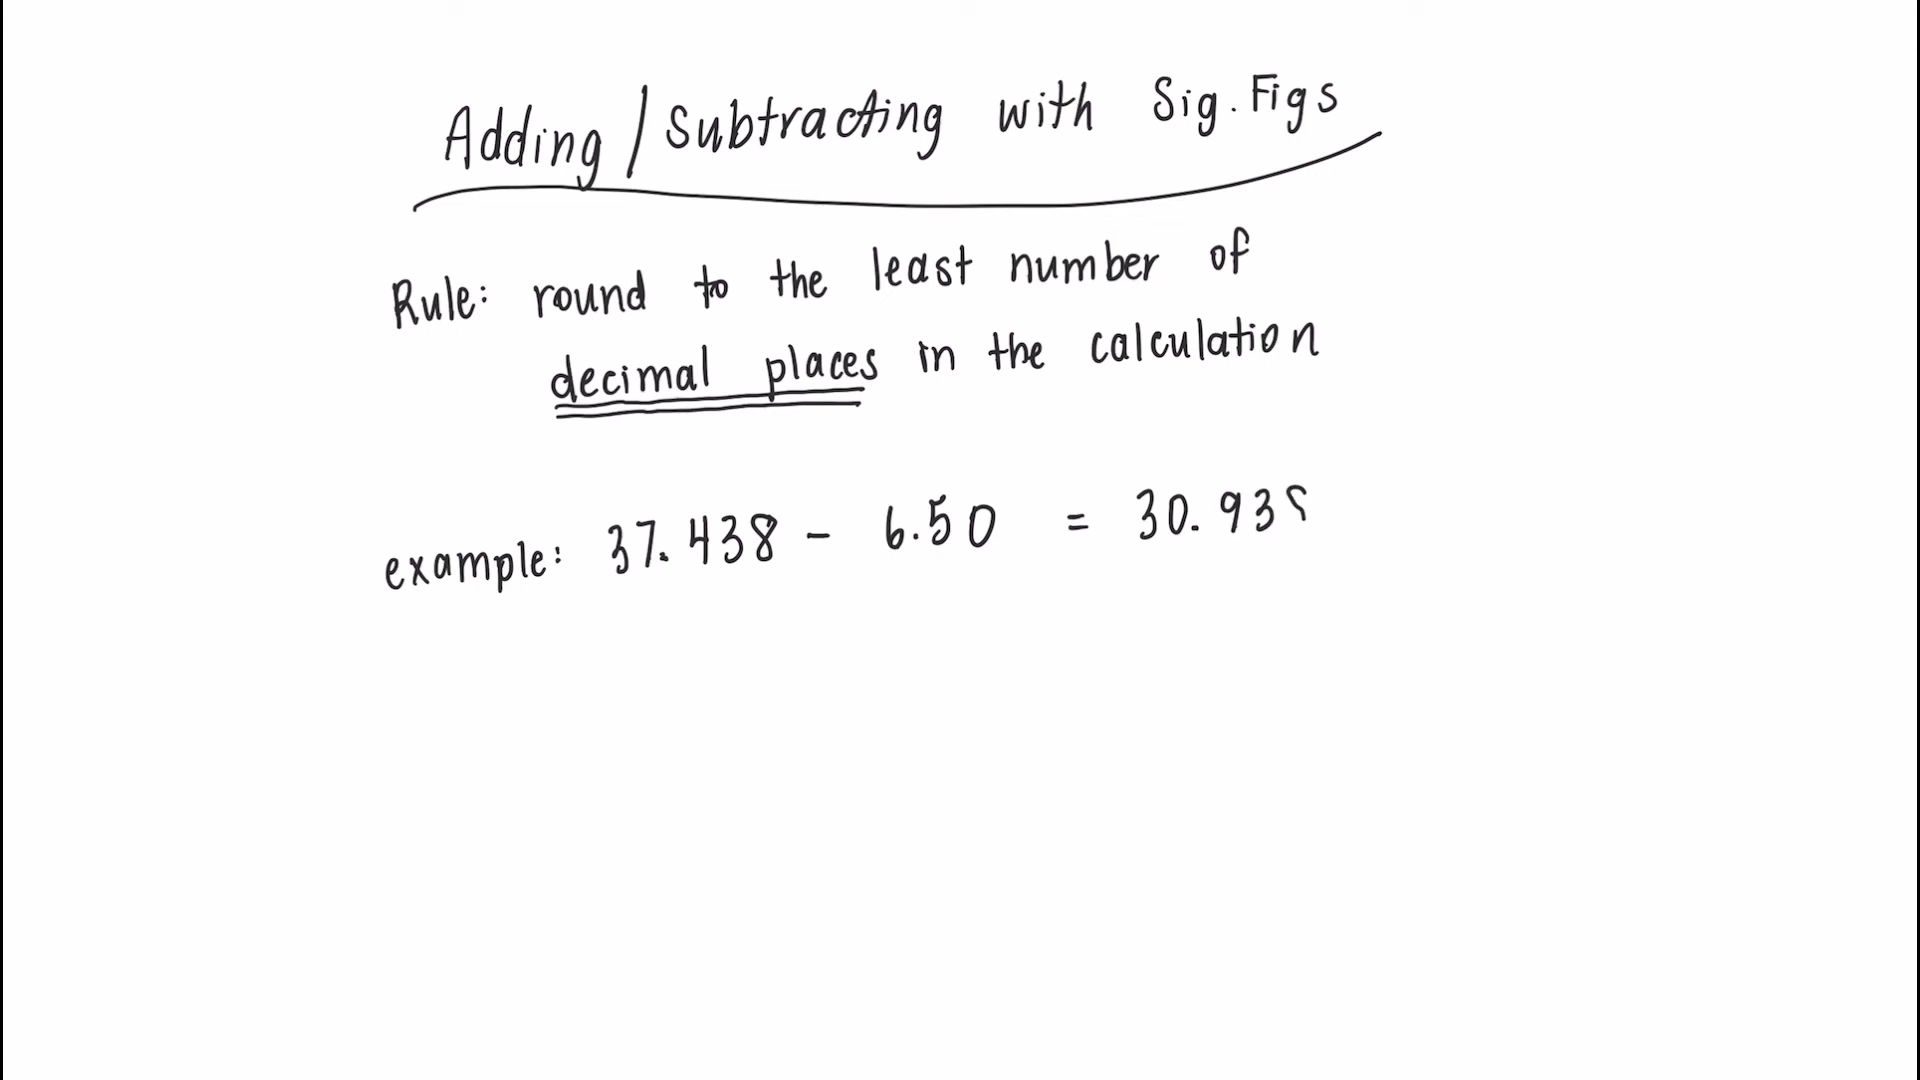 Adding/Subtracting with Sig. Figs
Rule: round to the least number of
decimal places in the calculation
example: 37.438 - 6.50 = 30.93